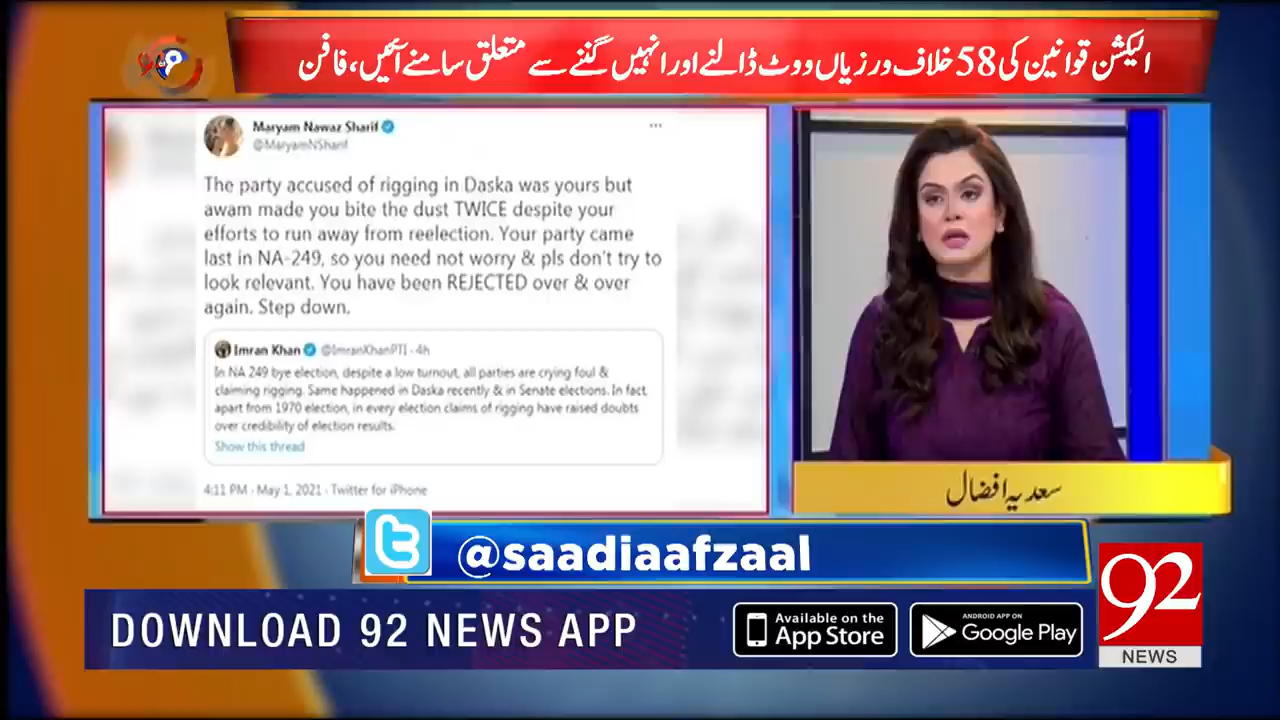 الیکشن قوانین کی 58 خلاف ورزیاں ووٹ ڈالنے اور انہیں گننے سے متعلق سامنے آئیں، فافن
Maryam Nawaz Sharif
@MaryamNSharif
The party accused of rigging in Daska was yours but
awam made you bite the dust TWICE despite your
efforts to run away from reelection. Your party came
last in NA-249, so you need not worry & pls don't try to
look relevant. You have been REJECTED over & over
again. Step down.
Imran Khan @ImranKhanPTI · 4h
In NA 249 bye election, despite a low turnout, all parties are crying foul &
claiming rigging. Same happened in Daska recently & in Senate elections. In fact,
apart from 1970 election, in every election claims of rigging have raised doubts
over credibility of election results.
Show this thread
4:11 PM · May 1, 2021 · Twitter for iPhone
سعدیہ افضال
@saadiaafzaal
DOWNLOAD 92 NEWS APP
Available on the
App Store
ANDROID APP ON
Google Play
92
NEWS